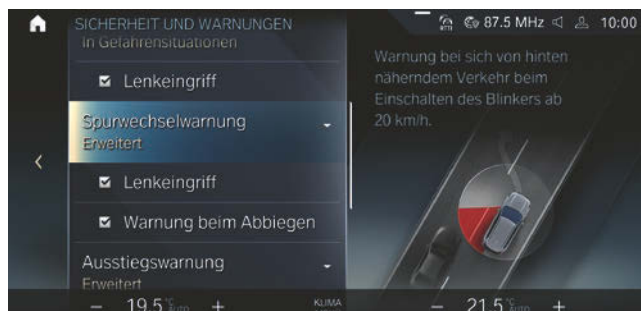 SICHERHEIT UND WARNUNGEN
87.5 MHz
10:00
In Gefahrensituationen
Lenkeingriff
Spurwechselwarnung
Erweitert
Lenkeingriff
Warnung beim Abbiegen
Ausstiegswarnung
Erweitert
Warnung bei sich von hinten
näherndem Verkehr beim
Einschalten des Blinkers ab
20 km/h.
– 19.5 °C Auto +
KLIMA
– 21.5 °C Auto +